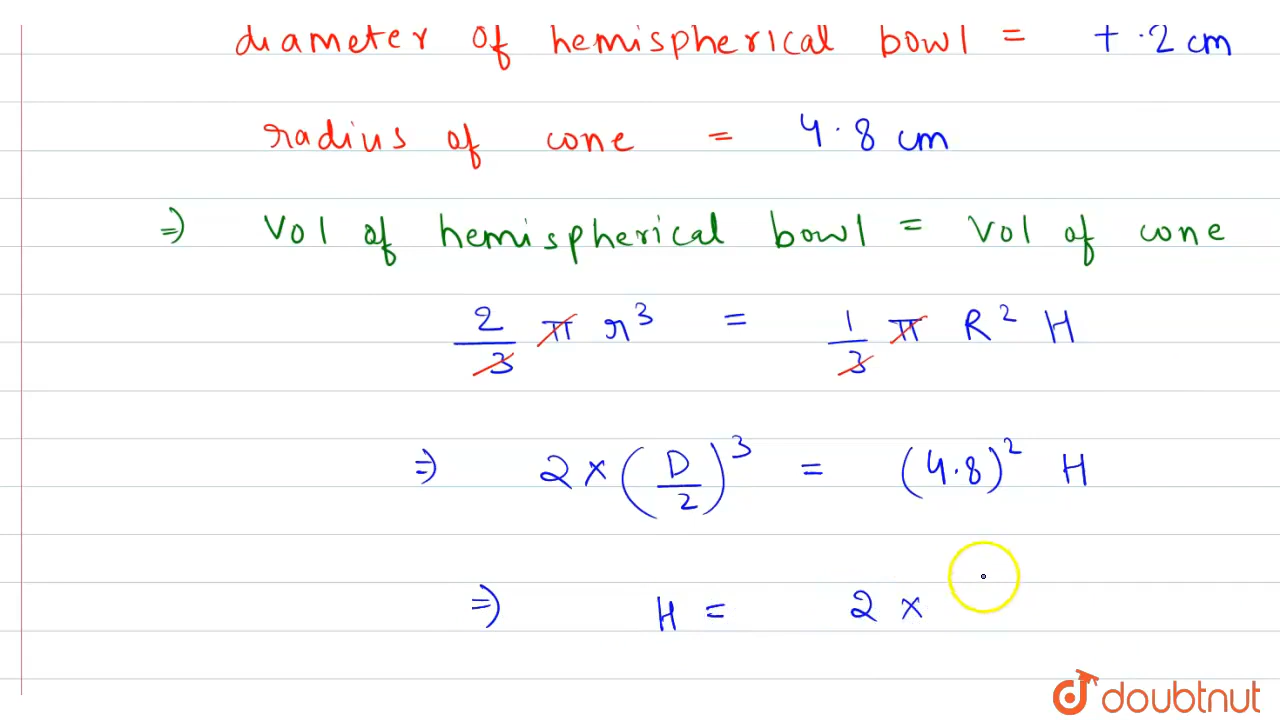 diameter of hemispherical bowl = 7.2 cm
radius of cone = 4.8 cm
⇒ Vol of hemispherical bowl = Vol of cone
2/3 π r³ = 1/3 π R² H
⇒ 2 × (D/2)³ = (4.8)² H
⇒ H = 2 ×
doubtnut